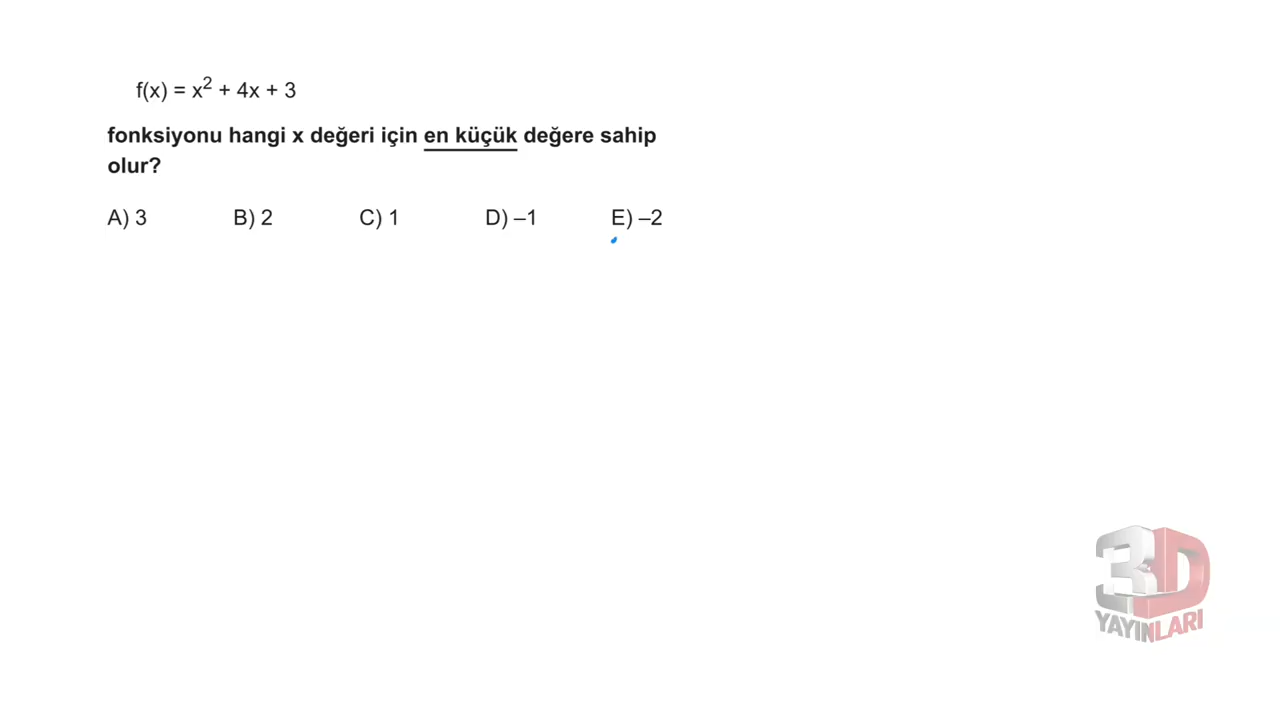 f(x) = x² + 4x + 3
fonksiyonu hangi x değeri için en küçük değere sahip
olur?
A) 3 B) 2 C) 1 D) –1 E) –2
3D
YAYINLARI